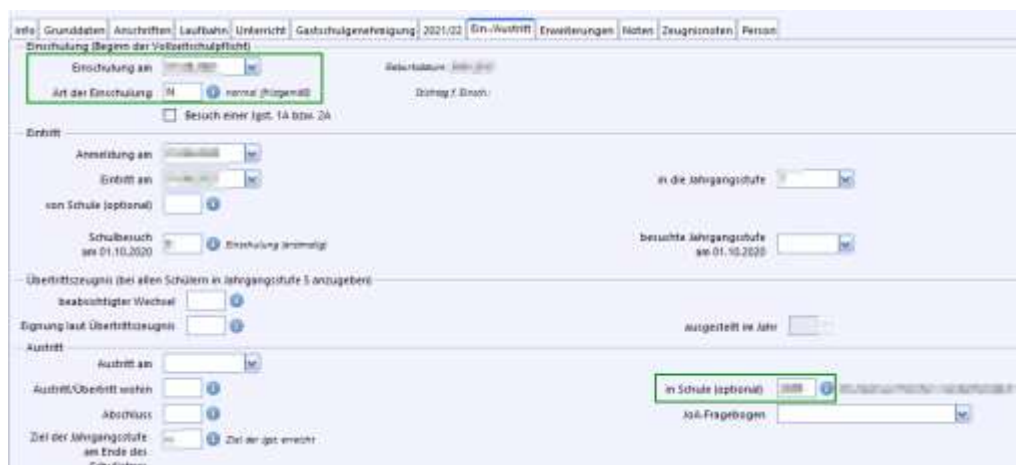 Info Grunddaten Anschriften Laufbahn Unterricht Gastschulgenehmigung 2021/22 Ein-/Austritt Erweiterungen Noten Zeugnisnoten Person
Einschulung (Beginn der Vollzeitschulpflicht)
Einschulung am Geburtsdatum:
Art der Einschulung N normal (fristgemäß) Stichtag f. Einsch.:
Besuch einer Jgst. 1A bzw. 2A
Eintritt
Anmeldung am
Eintritt am in die Jahrgangsstufe
von Schule (optional)
Schulbesuch besuchte Jahrgangsstufe
am 01.10.2020 Einschulung (erstmalig) am 01.10.2020
Übertrittszeugnis (bei allen Schülern in Jahrgangsstufe 5 anzugeben)
beabsichtigter Wechsel
Eignung laut Übertrittszeugnis ausgestellt im Jahr
Austritt
Austritt am
Austritt/Übertritt wohin in Schule (optional)
Abschluss JoA-Fragebogen
Ziel der Jahrgangsstufe Ziel der Jgst. erreicht
am Ende des